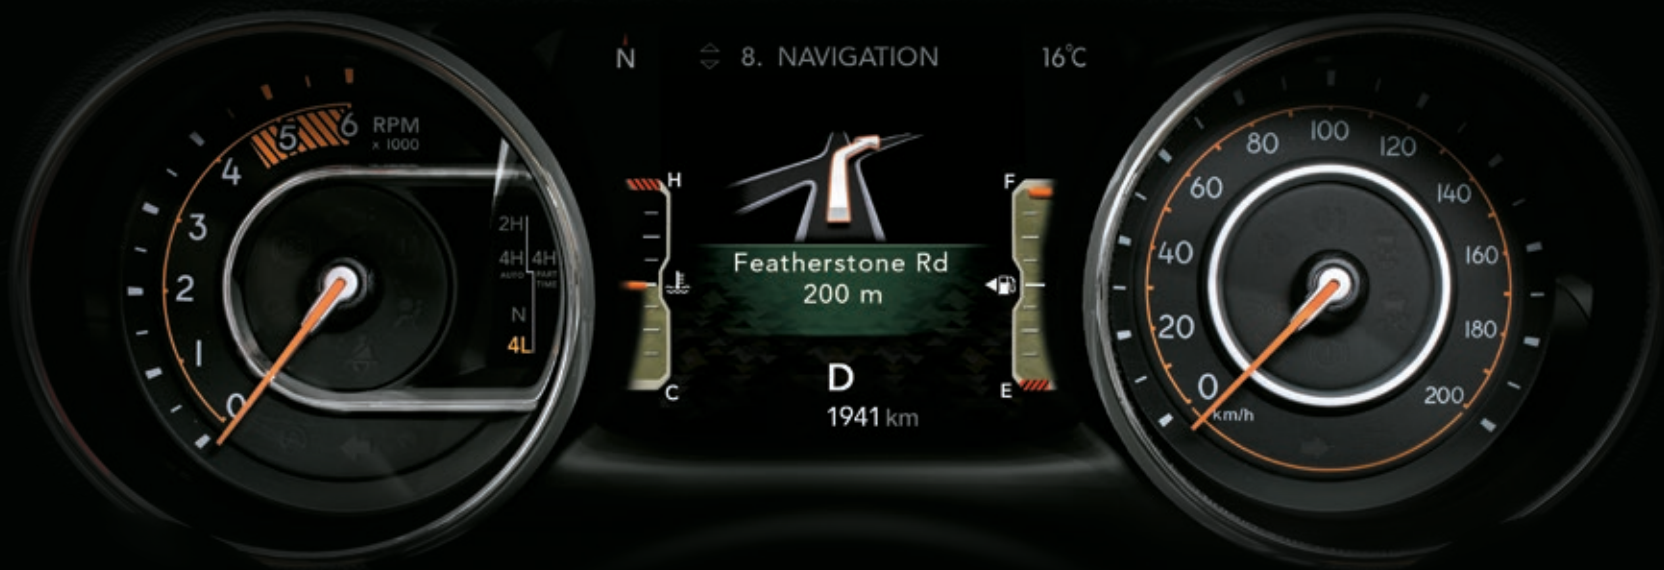 N
8. NAVIGATION
16°C
0
1
2
3
4
5
6
RPM
x 1000
2H
4H
AUTO
4H
PART
TIME
N
4L
H
C
Featherstone Rd
200 m
D
1941 km
F
E
0
20
40
60
80
100
120
140
160
180
200
km/h